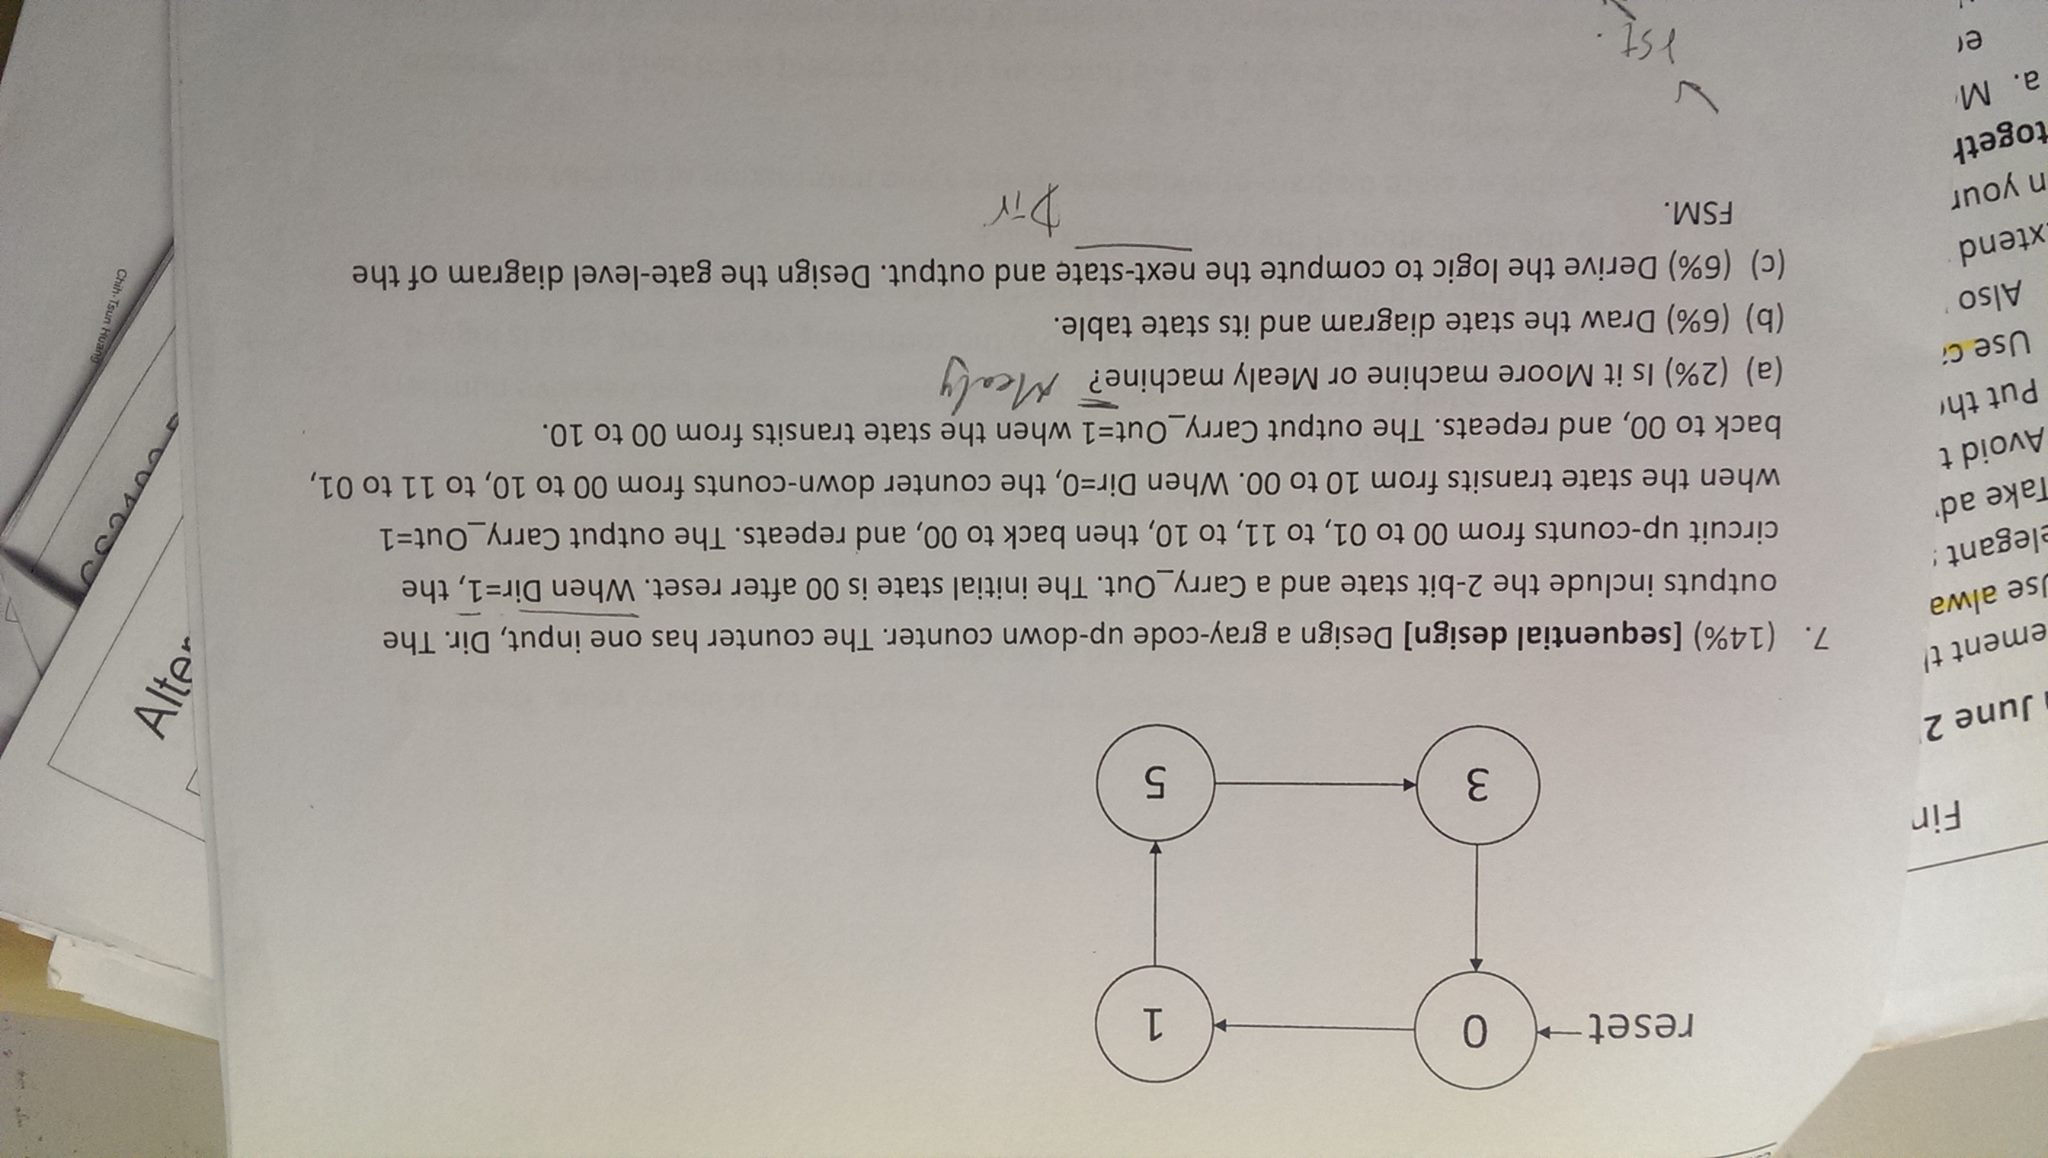 reset
0
1
3
5
Fin
June 2
7. (14%) [sequential design] Design a gray-code up-down counter. The counter has one input, Dir. The
outputs include the 2-bit state and a Carry_Out. The initial state is 00 after reset. When Dir=1, the
circuit up-counts from 00 to 01, to 11, to 10, then back to 00, and repeats. The output Carry_Out=1
when the state transits from 10 to 00. When Dir=0, the counter down-counts from 00 to 10, to 11 to 01,
back to 00, and repeats. The output Carry_Out=1 when the state transits from 00 to 10.
(a) (2%) Is it Moore machine or Mealy machine? Mealy
(b) (6%) Draw the state diagram and its state table.
(c) (6%) Derive the logic to compute the next-state and output. Design the gate-level diagram of the
FSM.
Dir
rst.
ement
Use alwa
elegant
Take ad
Avoid t
Put the
Use ca
Also
extend
n your
togeth
a. M
er
Alter
Chih-Tsun Huang